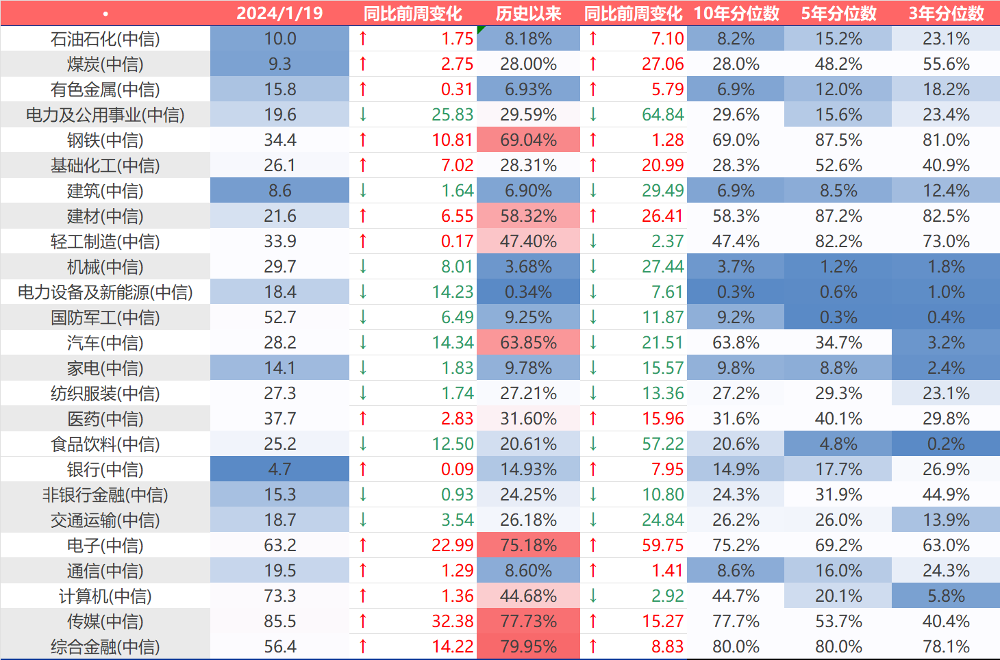 • 2024/1/19 同比前周变化 历史以来 同比前周变化 10年分位数 5年分位数 3年分位数
石油石化(中信) 10.0 ↑ 1.75 8.18% ↑ 7.10 8.2% 15.2% 23.1%
煤炭(中信) 9.3 ↑ 2.75 28.00% ↑ 27.06 28.0% 48.2% 55.6%
有色金属(中信) 15.8 ↑ 0.31 6.93% ↑ 5.79 6.9% 12.0% 18.2%
电力及公用事业(中信) 19.6 ↓ 25.83 29.59% ↓ 64.84 29.6% 15.6% 23.4%
钢铁(中信) 34.4 ↑ 10.81 69.04% ↑ 1.28 69.0% 87.5% 81.0%
基础化工(中信) 26.1 ↑ 7.02 28.31% ↑ 20.99 28.3% 52.6% 40.9%
建筑(中信) 8.6 ↓ 1.64 6.90% ↓ 29.49 6.9% 8.5% 12.4%
建材(中信) 21.6 ↑ 6.55 58.32% ↑ 26.41 58.3% 87.2% 82.5%
轻工制造(中信) 33.9 ↑ 0.17 47.40% ↓ 2.37 47.4% 82.2% 73.0%
机械(中信) 29.7 ↓ 8.01 3.68% ↓ 27.44 3.7% 1.2% 1.8%
电力设备及新能源(中信) 18.4 ↓ 14.23 0.34% ↓ 7.61 0.3% 0.6% 1.0%
国防军工(中信) 52.7 ↓ 6.49 9.25% ↓ 11.87 9.2% 0.3% 0.4%
汽车(中信) 28.2 ↓ 14.34 63.85% ↓ 21.51 63.8% 34.7% 3.2%
家电(中信) 14.1 ↓ 1.83 9.78% ↓ 15.57 9.8% 8.8% 2.4%
纺织服装(中信) 27.3 ↓ 1.74 27.21% ↓ 13.36 27.2% 29.3% 23.1%
医药(中信) 37.7 ↑ 2.83 31.60% ↑ 15.96 31.6% 40.1% 29.8%
食品饮料(中信) 25.2 ↓ 12.50 20.61% ↓ 57.22 20.6% 4.8% 0.2%
银行(中信) 4.7 ↑ 0.09 14.93% ↑ 7.95 14.9% 17.7% 26.9%
非银行金融(中信) 15.3 ↓ 0.93 24.25% ↓ 10.80 24.3% 31.9% 44.9%
交通运输(中信) 18.7 ↓ 3.54 26.18% ↓ 24.84 26.2% 26.0% 13.9%
电子(中信) 63.2 ↑ 22.99 75.18% ↑ 59.75 75.2% 69.2% 63.0%
通信(中信) 19.5 ↑ 1.29 8.60% ↑ 1.41 8.6% 16.0% 24.3%
计算机(中信) 73.3 ↑ 1.36 44.68% ↓ 2.92 44.7% 20.1% 5.8%
传媒(中信) 85.5 ↑ 32.38 77.73% ↑ 15.27 77.7% 53.7% 40.4%
综合金融(中信) 56.4 ↑ 14.22 79.95% ↑ 8.83 80.0% 80.0% 78.1%